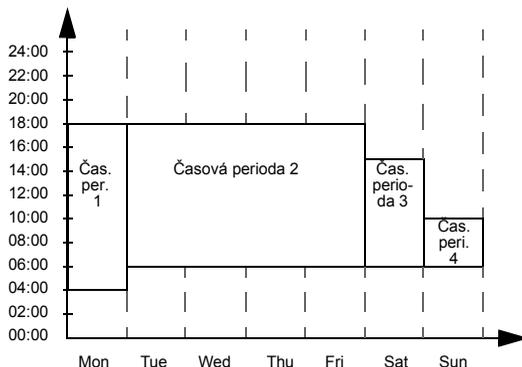 24:00
22:00
20:00
18:00
16:00
14:00
12:00
10:00
08:00
06:00
04:00
02:00
00:00
Čas.
per.
1
Časová perioda 2
Čas.
perio-
da 3
Čas.
peri.
4
Mon Tue Wed Thu Fri Sat Sun